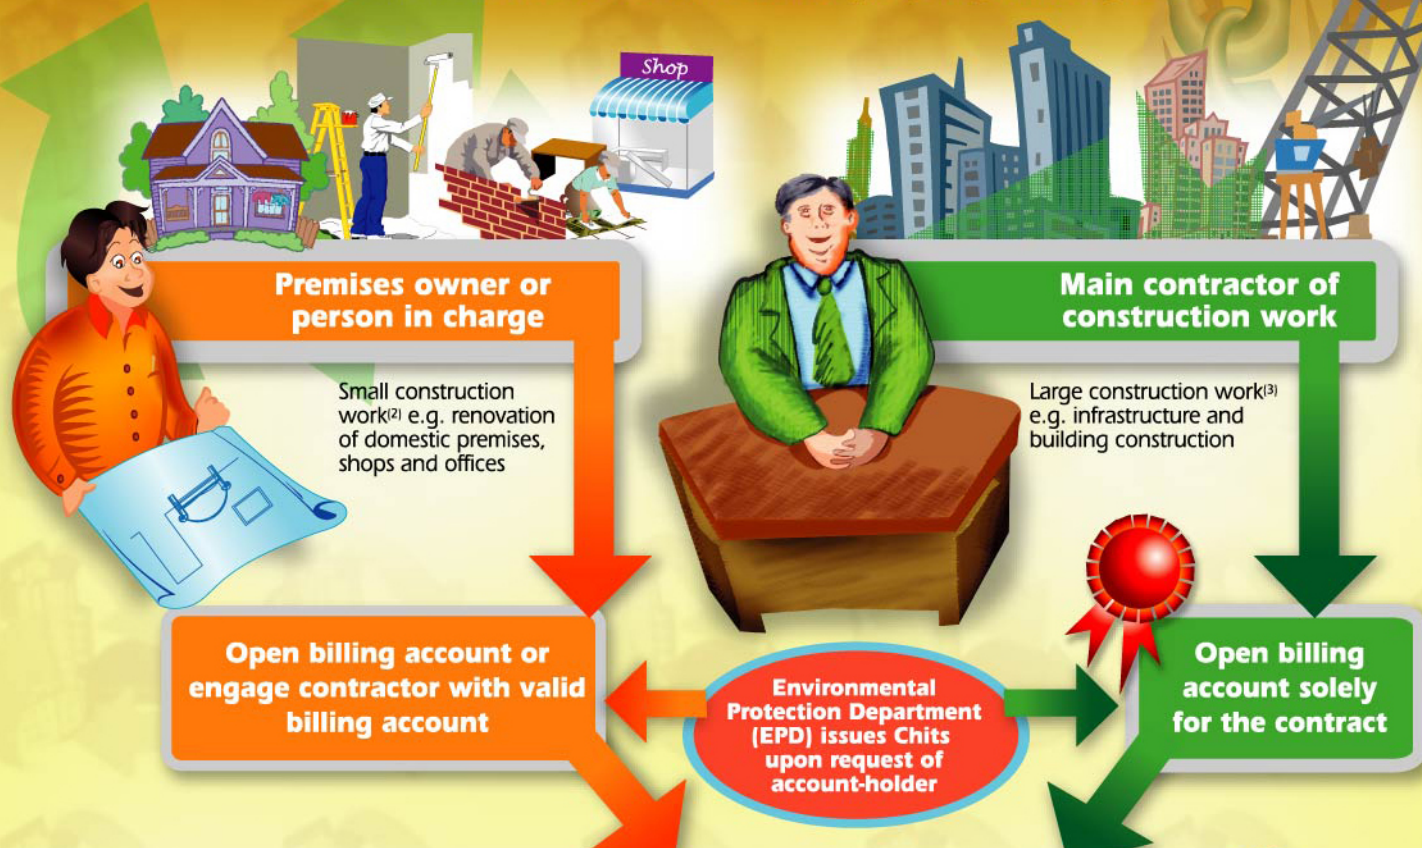 Shop
Premises owner or
person in charge
Small construction
work(2) e.g. renovation
of domestic premises,
shops and offices
Main contractor of
construction work
Large construction work(3)
e.g. infrastructure and
building construction
Open billing account or
engage contractor with valid
billing account
Environmental
Protection Department
(EPD) issues Chits
upon request of
account-holder
Open billing
account solely
for the contract